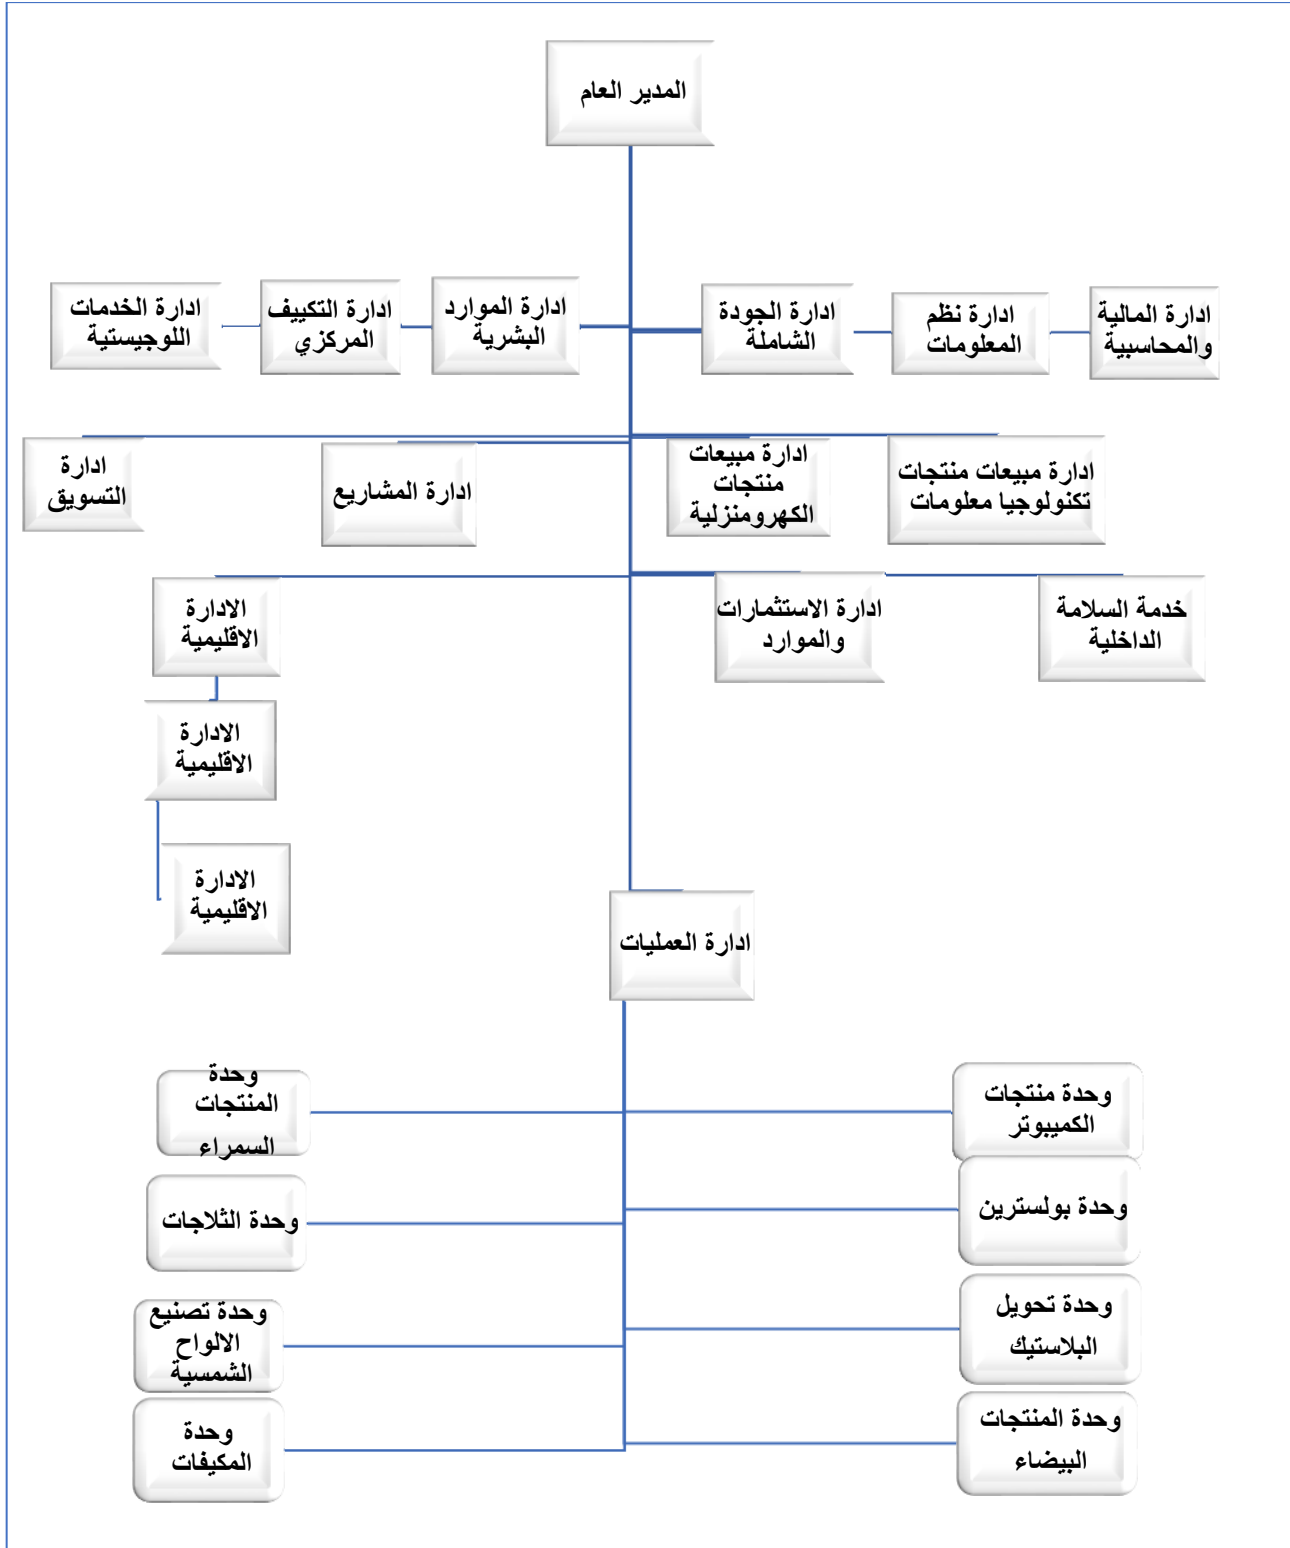 المدير العام
ادارة المالية
والمحاسبية
ادارة نظم
المعلومات
ادارة الجودة
الشاملة
ادارة الموارد
البشرية
ادارة التكييف
المركزي
ادارة الخدمات
اللوجيستية
ادارة مبيعات منتجات
تكنولوجيا معلومات
ادارة مبيعات
منتجات
الكهرومنزلية
ادارة المشاريع
ادارة
التسويق
خدمة السلامة
الداخلية
ادارة الاستثمارات
والموارد
الادارة
الاقليمية
الادارة
الاقليمية
الادارة
الاقليمية
ادارة العمليات
وحدة منتجات
الكمبيوتر
وحدة
المنتجات
السمراء
وحدة بولسترين
وحدة الثلاجات
وحدة تحويل
البلاستيك
وحدة تصنيع
الالواح
الشمسية
وحدة المنتجات
البيضاء
وحدة
المكيفات